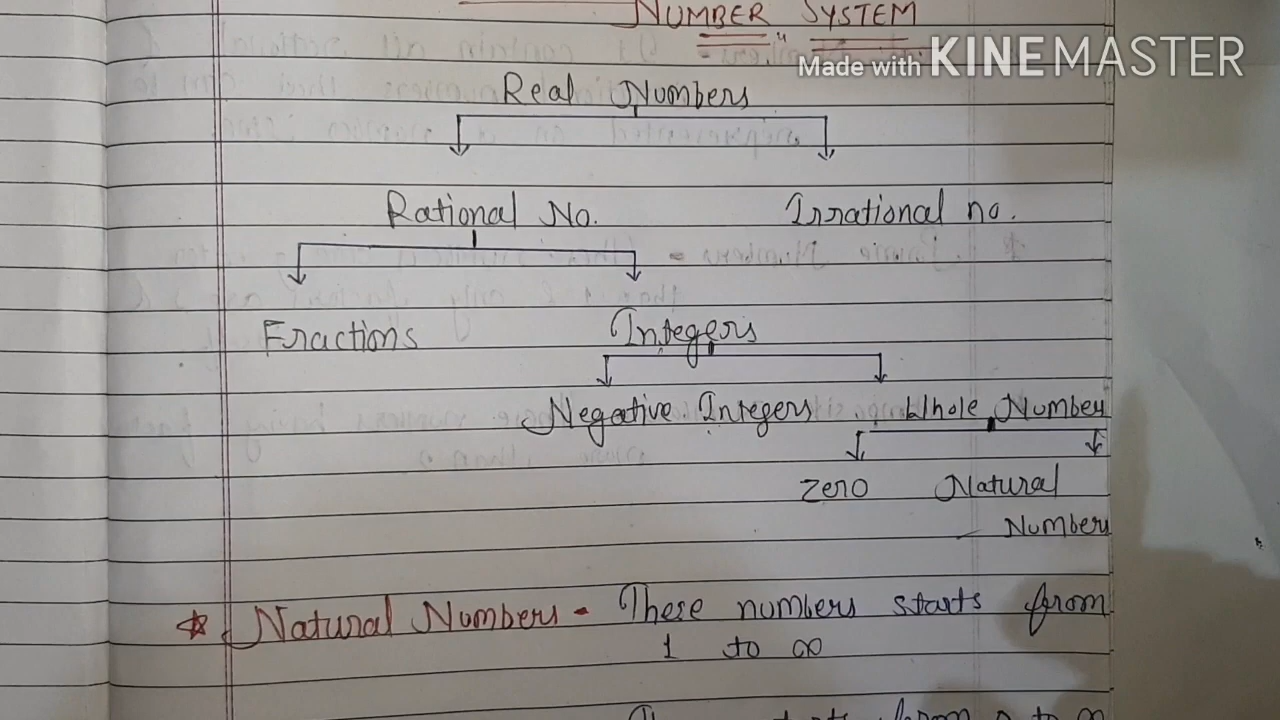 NUMBER SYSTEM
Made with KINEMASTER
Real Numbers
Rational No. Irrational no.
Fractions Integers
Negative Integers Whole Number
Zero Natural
Numbers
Natural Numbers - These numbers starts from
1 to ∞